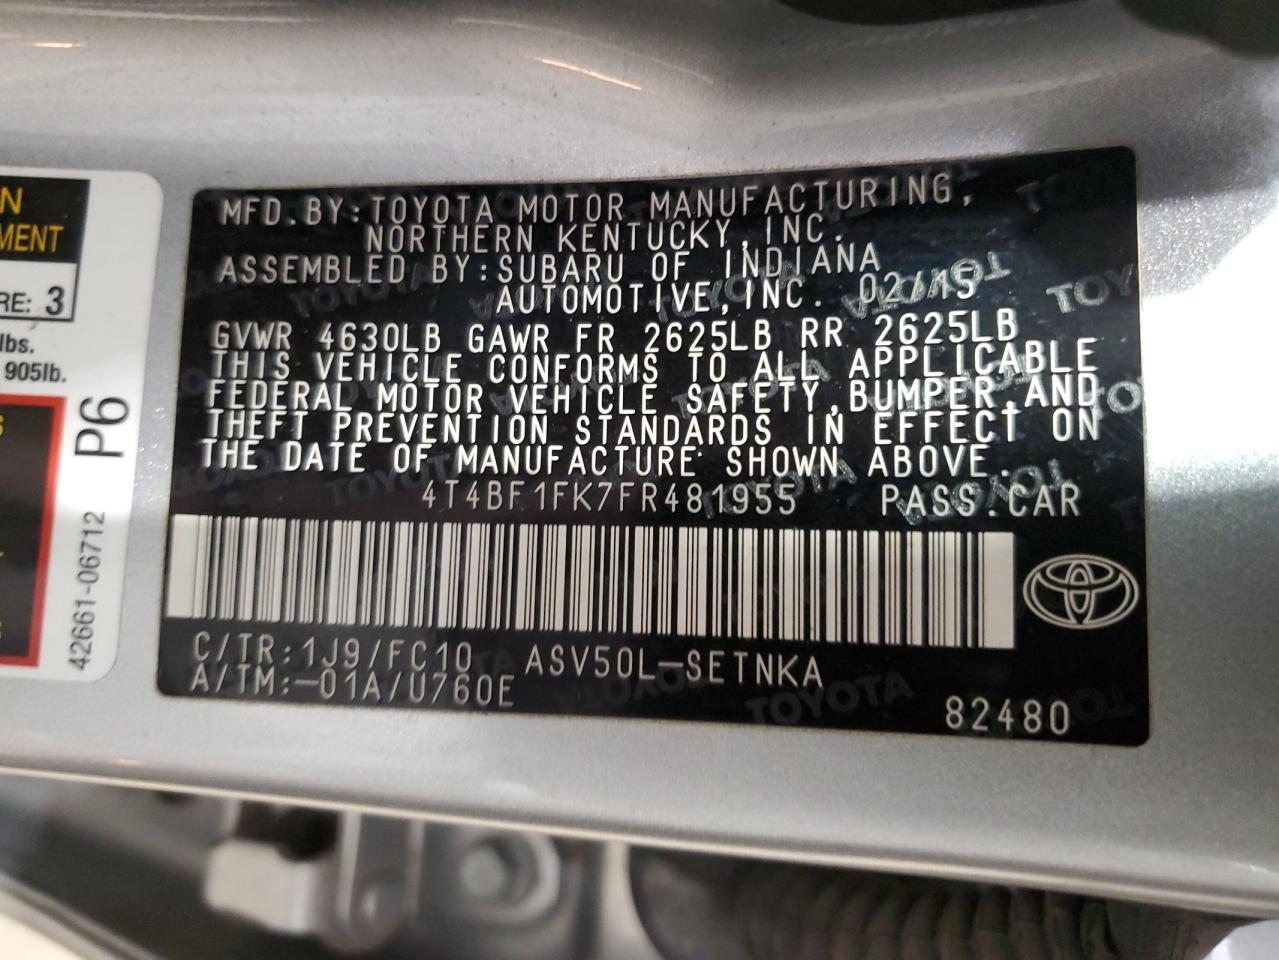 MFD.BY:TOYOTA MOTOR MANUFACTURING,
NORTHERN KENTUCKY,INC.
ASSEMBLED BY:SUBARU OF INDIANA
AUTOMOTIVE,INC. 02/15
GVWR 4630LB GAWR FR 2625LB RR 2625LB
THIS VEHICLE CONFORMS TO ALL APPLICABLE
FEDERAL MOTOR VEHICLE SAFETY,BUMPER,AND
THEFT PREVENTION STANDARDS IN EFFECT ON
THE DATE OF MANUFACTURE SHOWN ABOVE.
4T4BF1FK7FR481955 PASS.CAR
C/TR:1J9/FC10 ASV50L-SETNKA
A/TM:-01A/U760E
82480
N
MENT
RE: 3
lbs.
905lb.
P6
42661-06712